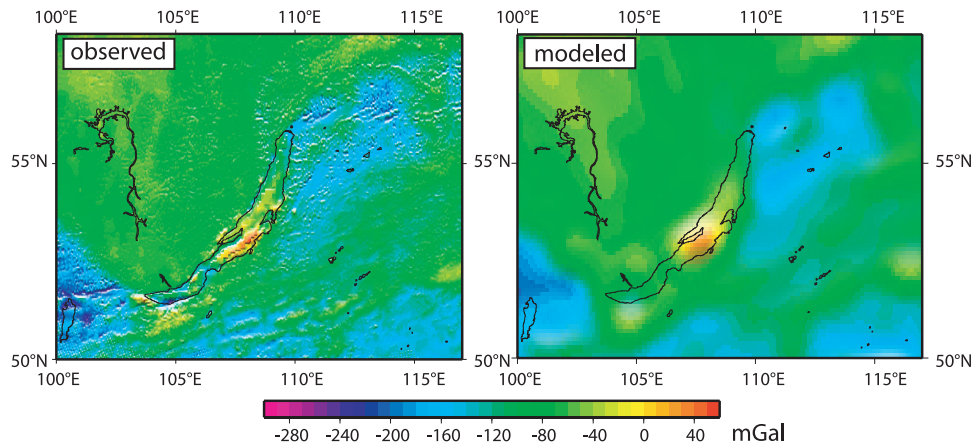 100°E 105°E 110°E 115°E 100°E 105°E 110°E 115°E
observed modeled
55°N 55°N 55°N
50°N 50°N 50°N
100°E 105°E 110°E 115°E 100°E 105°E 110°E 115°E
-280 -240 -200 -160 -120 -80 -40 0 40 mGal